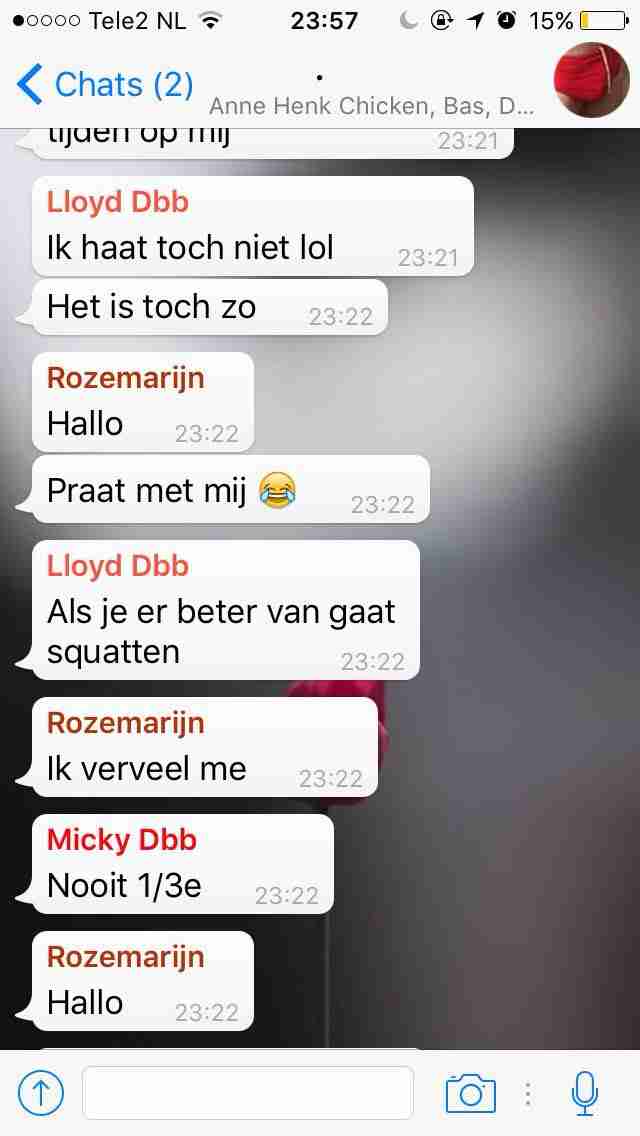 Tele2 NL 23:57 15%
Chats (2)
.
Anne Henk Chicken, Bas, D...
tijden op mij 23:21
Lloyd Dbb
Ik haat toch niet lol 23:21
Het is toch zo 23:22
Rozemarijn
Hallo 23:22
Praat met mij 😂 23:22
Lloyd Dbb
Als je er beter van gaat
squatten 23:22
Rozemarijn
Ik verveel me 23:22
Micky Dbb
Nooit 1/3e 23:22
Rozemarijn
Hallo 23:22